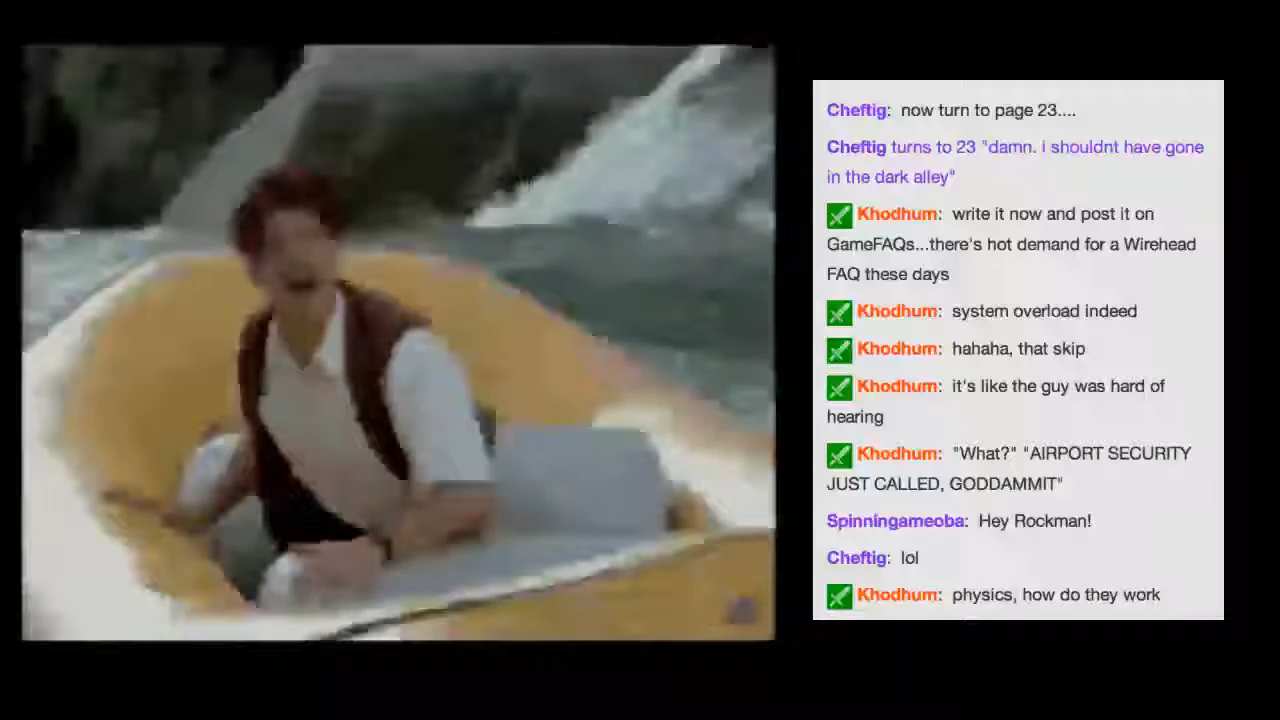 Cheftig: now turn to page 23....
Cheftig turns to 23 "damn. i shouldnt have gone
in the dark alley"
Khodhum: write it now and post it on
GameFAQs...there's hot demand for a Wirehead
FAQ these days
Khodhum: system overload indeed
Khodhum: hahaha, that skip
Khodhum: it's like the guy was hard of
hearing
Khodhum: "What?" "AIRPORT SECURITY
JUST CALLED, GODDAMMIT"
Spinningameoba: Hey Rockman!
Cheftig: lol
Khodhum: physics, how do they work